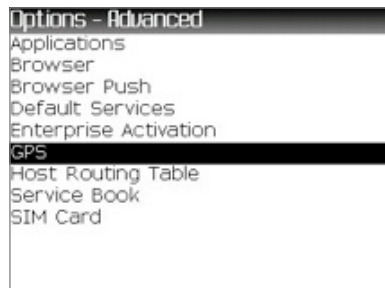 Options - Advanced
Applications
Browser
Browser Push
Default Services
Enterprise Activation
GPS
Host Routing Table
Service Book
SIM Card